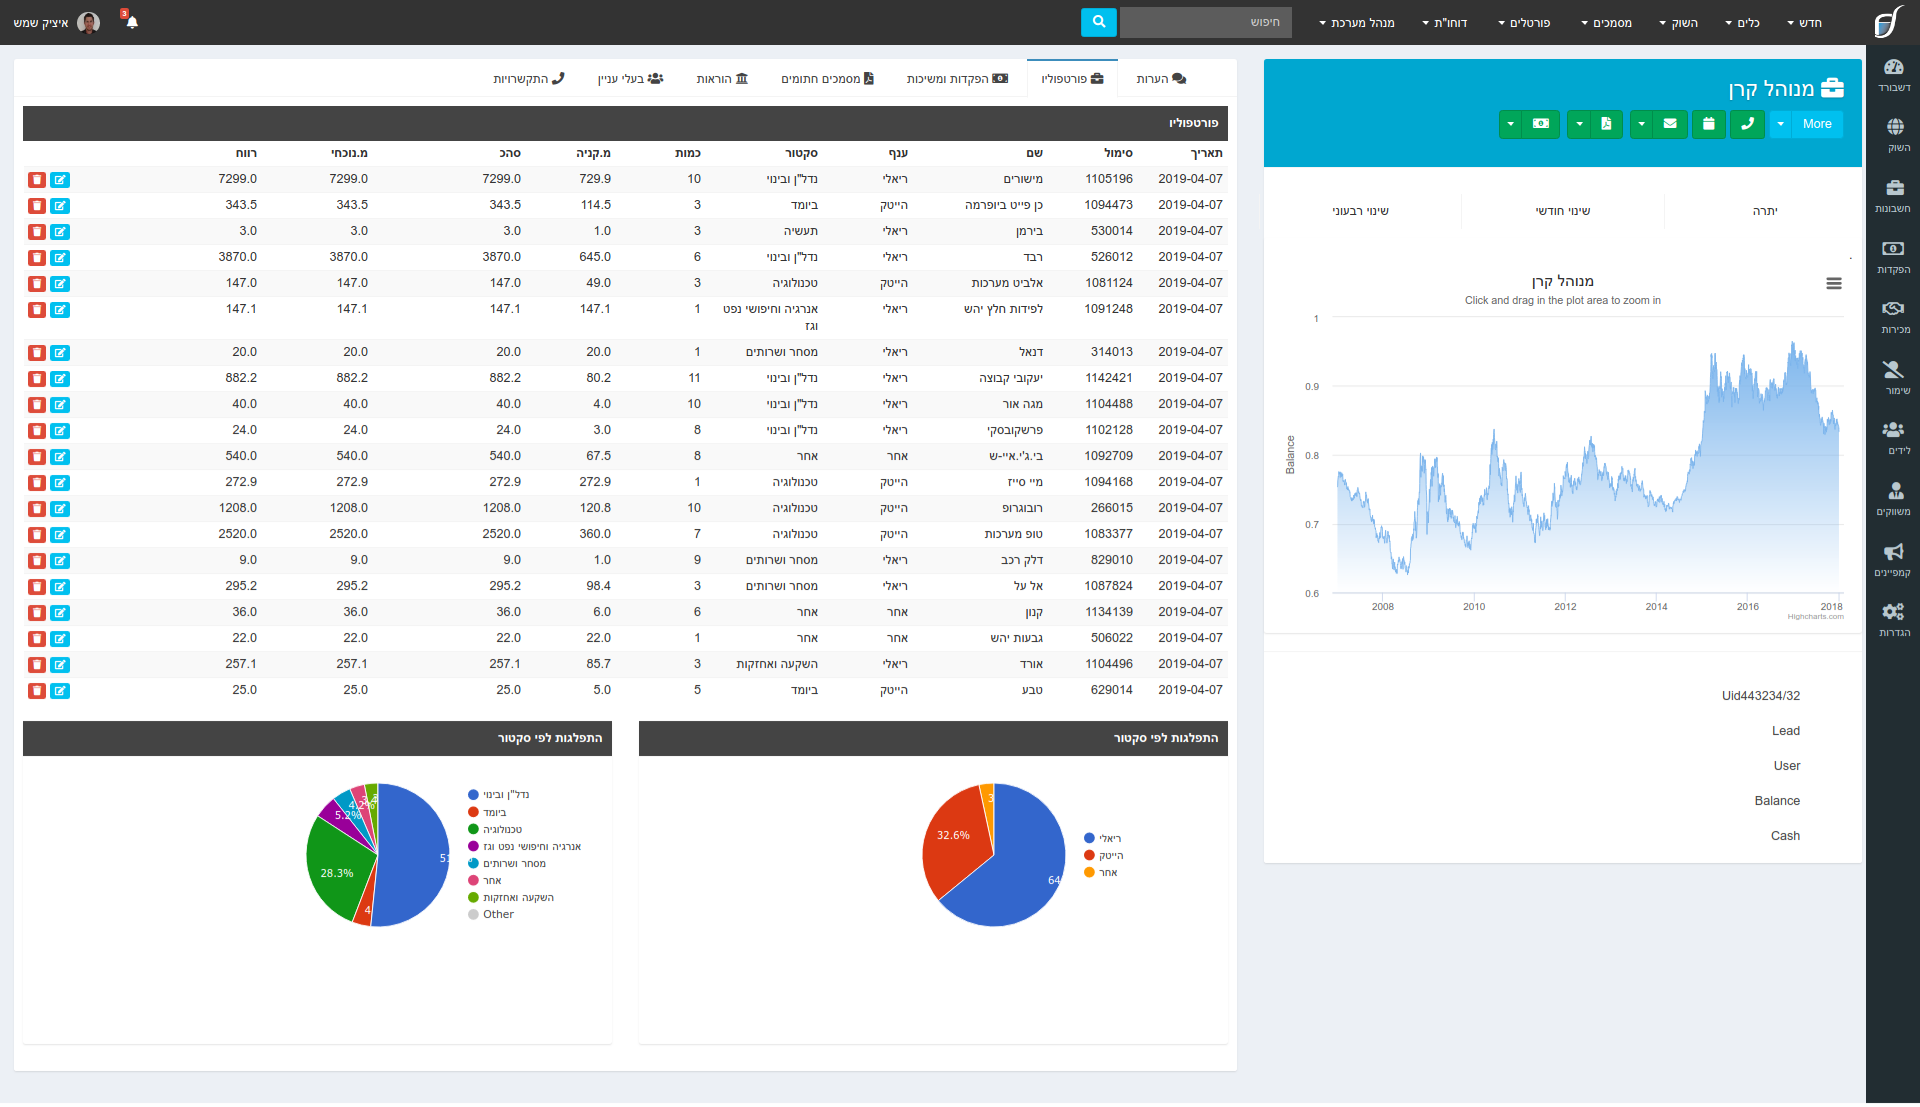 חדש
כלים
השוק
מסמכים
פורטלים
דוחו"ת
מנהל מערכת
חיפוש
3
איציק שמש
דשבורד
השוק
חשבונות
הפקדות
מכירות
שימור
לידים
משווקים
קמפיינים
הגדרות
מנוהל קרן
More
יתרה
שינוי חודשי
שינוי רבעוני
.
מנוהל קרן
Click and drag in the plot area to zoom in
Balance
1
0.9
0.8
0.7
0.6
2008 2010 2012 2014 2016 2018
Highcharts.com
Uid443234/32
Lead
User
Balance
Cash
הערות
פורטפוליו
הפקדות ומשיכות
מסמכים חתומים
הוראות
בעלי עניין
התקשרויות
פורטפוליו
תאריך סימול שם ענף סקטור כמות מ.קניה סהכ מ.נוכחי רווח
2019-04-07 1105196 מישורים ריאלי נדל"ן ובינוי 10 729.9 7299.0 7299.0 7299.0
2019-04-07 1094473 כן פייט ביופרמה הייטק ביומד 3 114.5 343.5 343.5 343.5
2019-04-07 530014 בירמן ריאלי תעשיה 3 1.0 3.0 3.0 3.0
2019-04-07 526012 רבד ריאלי נדל"ן ובינוי 6 645.0 3870.0 3870.0 3870.0
2019-04-07 1081124 אלביט מערכות הייטק טכנולוגיה 3 49.0 147.0 147.0 147.0
2019-04-07 1091248 לפידות חלץ יהש ריאלי אנרגיה וחיפושי נפט 1 147.1 147.1 147.1 147.1
וגז
2019-04-07 314013 דנאל ריאלי מסחר ושרותים 1 20.0 20.0 20.0 20.0
2019-04-07 1142421 יעקובי קבוצה ריאלי נדל"ן ובינוי 11 80.2 882.2 882.2 882.2
2019-04-07 1104488 מגה אור ריאלי נדל"ן ובינוי 10 4.0 40.0 40.0 40.0
2019-04-07 1102128 פרשקובסקי ריאלי נדל"ן ובינוי 8 3.0 24.0 24.0 24.0
2019-04-07 1092709 בי.ג'י.איי-ש אחר אחר 8 67.5 540.0 540.0 540.0
2019-04-07 1094168 מיי סייז הייטק טכנולוגיה 1 272.9 272.9 272.9 272.9
2019-04-07 266015 רובוגרופ הייטק טכנולוגיה 10 120.8 1208.0 1208.0 1208.0
2019-04-07 1083377 טופ מערכות הייטק טכנולוגיה 7 360.0 2520.0 2520.0 2520.0
2019-04-07 829010 דלק רכב ריאלי מסחר ושרותים 9 1.0 9.0 9.0 9.0
2019-04-07 1087824 אל על ריאלי מסחר ושרותים 3 98.4 295.2 295.2 295.2
2019-04-07 1134139 קנון אחר אחר 6 6.0 36.0 36.0 36.0
2019-04-07 506022 גבעות יהש אחר אחר 1 22.0 22.0 22.0 22.0
2019-04-07 1104496 אורד ריאלי השקעה ואחזקות 3 85.7 257.1 257.1 257.1
2019-04-07 629014 טבע הייטק ביומד 5 5.0 25.0 25.0 25.0
התפלגות לפי סקטור
ריאלי
הייטק
אחר
64
32.6%
3
התפלגות לפי סקטור
נדל"ן ובינוי
ביומד
טכנולוגיה
אנרגיה וחיפושי נפט וגז
מסחר ושרותים
אחר
השקעה ואחזקות
Other
4
28.3%
5.2%
4.2%